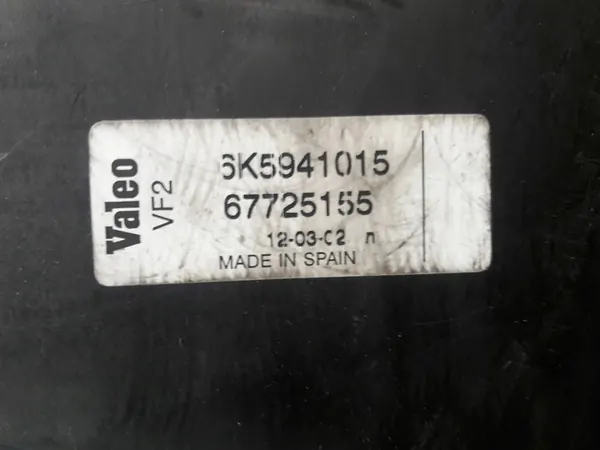 Valeo
VF2
6K5941015
67725155
12-03-02 n
MADE IN SPAIN